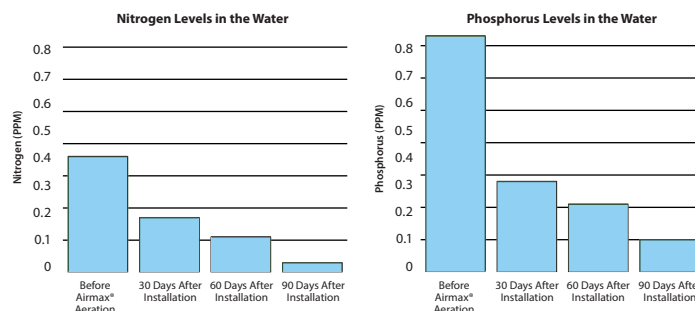 Nitrogen Levels in the Water
Nitrogen (PPM)
0.8
0.7
0.6
0.5
0.4
0.3
0.2
0.1
0
Before
Airmax®
Aeration
30 Days After
Installation
60 Days After
Installation
90 Days After
Installation
Phosphorus Levels in the Water
Phosphorus (PPM)
0.8
0.7
0.6
0.5
0.4
0.3
0.2
0.1
0
Before
Airmax®
Aeration
30 Days After
Installation
60 Days After
Installation
90 Days After
Installation